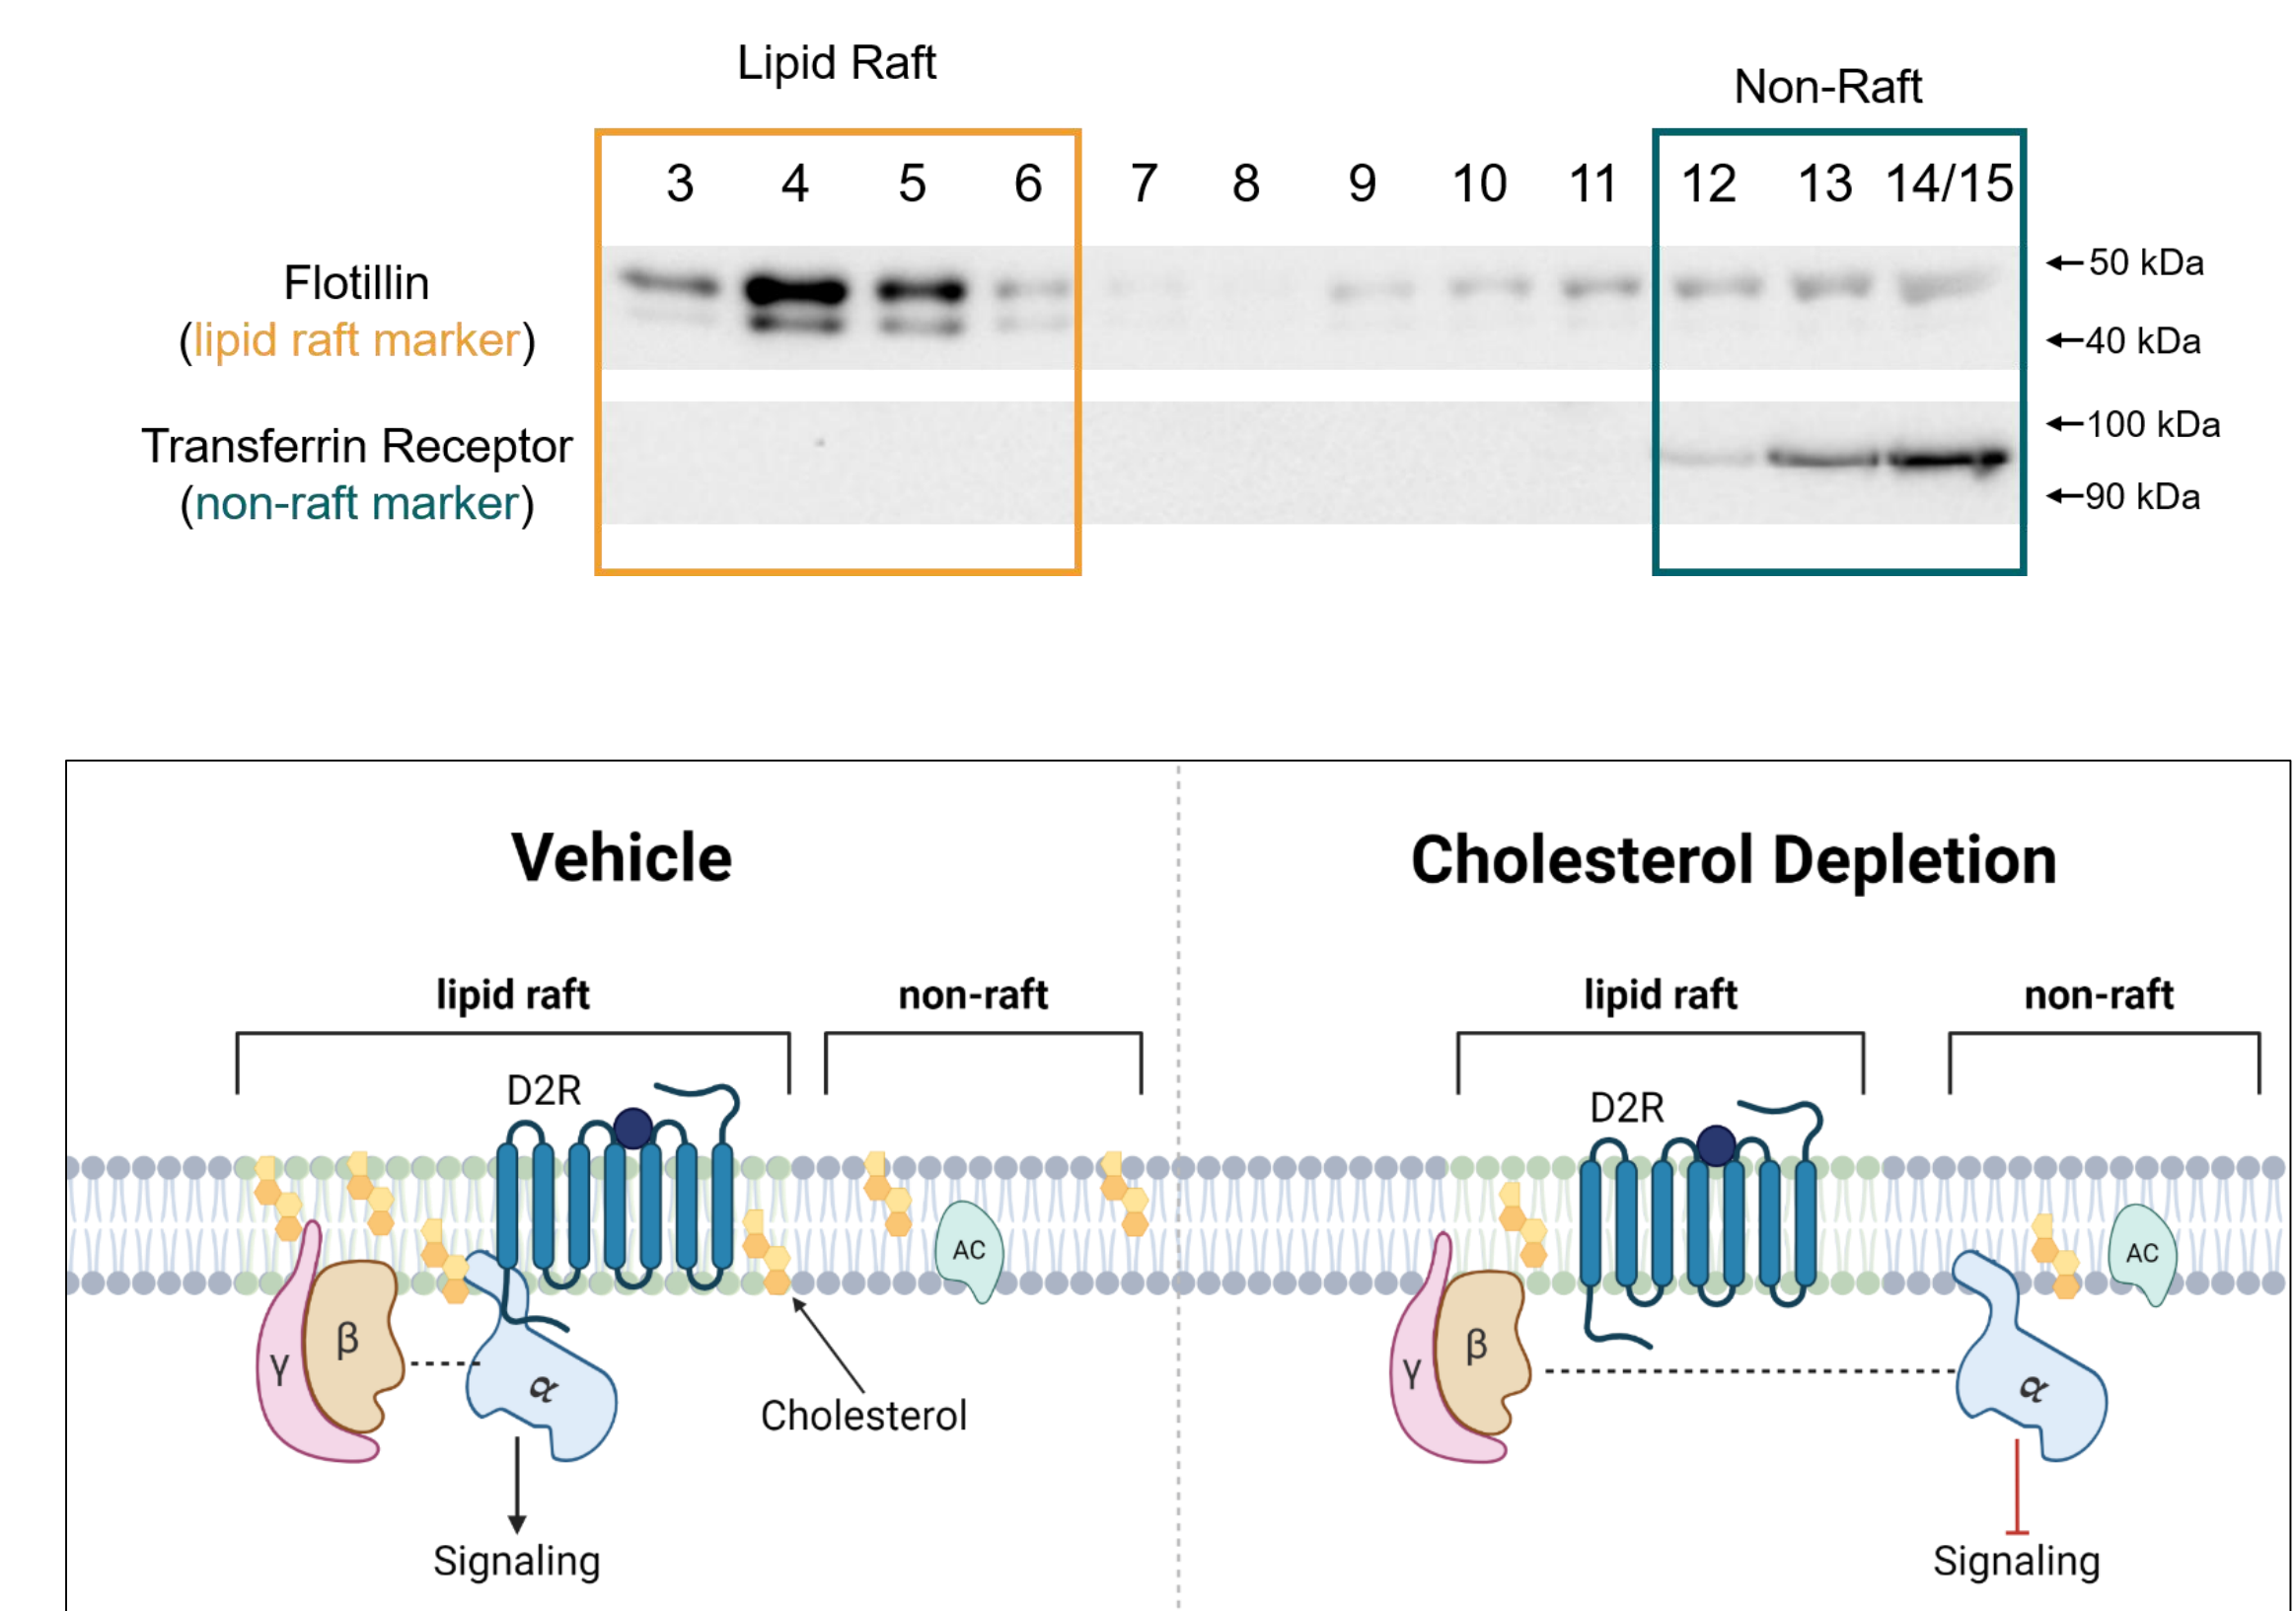 Lipid Raft
Non-Raft
3 4 5 6 7 8 9 10 11 12 13 14/15
Flotillin
(lipid raft marker)
←50 kDa
←40 kDa
Transferrin Receptor
(non-raft marker)
←100 kDa
←90 kDa
Vehicle
Cholesterol Depletion
lipid raft
non-raft
lipid raft
non-raft
D2R
D2R
AC
AC
γ
β
α
γ
β
α
Cholesterol
Signaling
Signaling